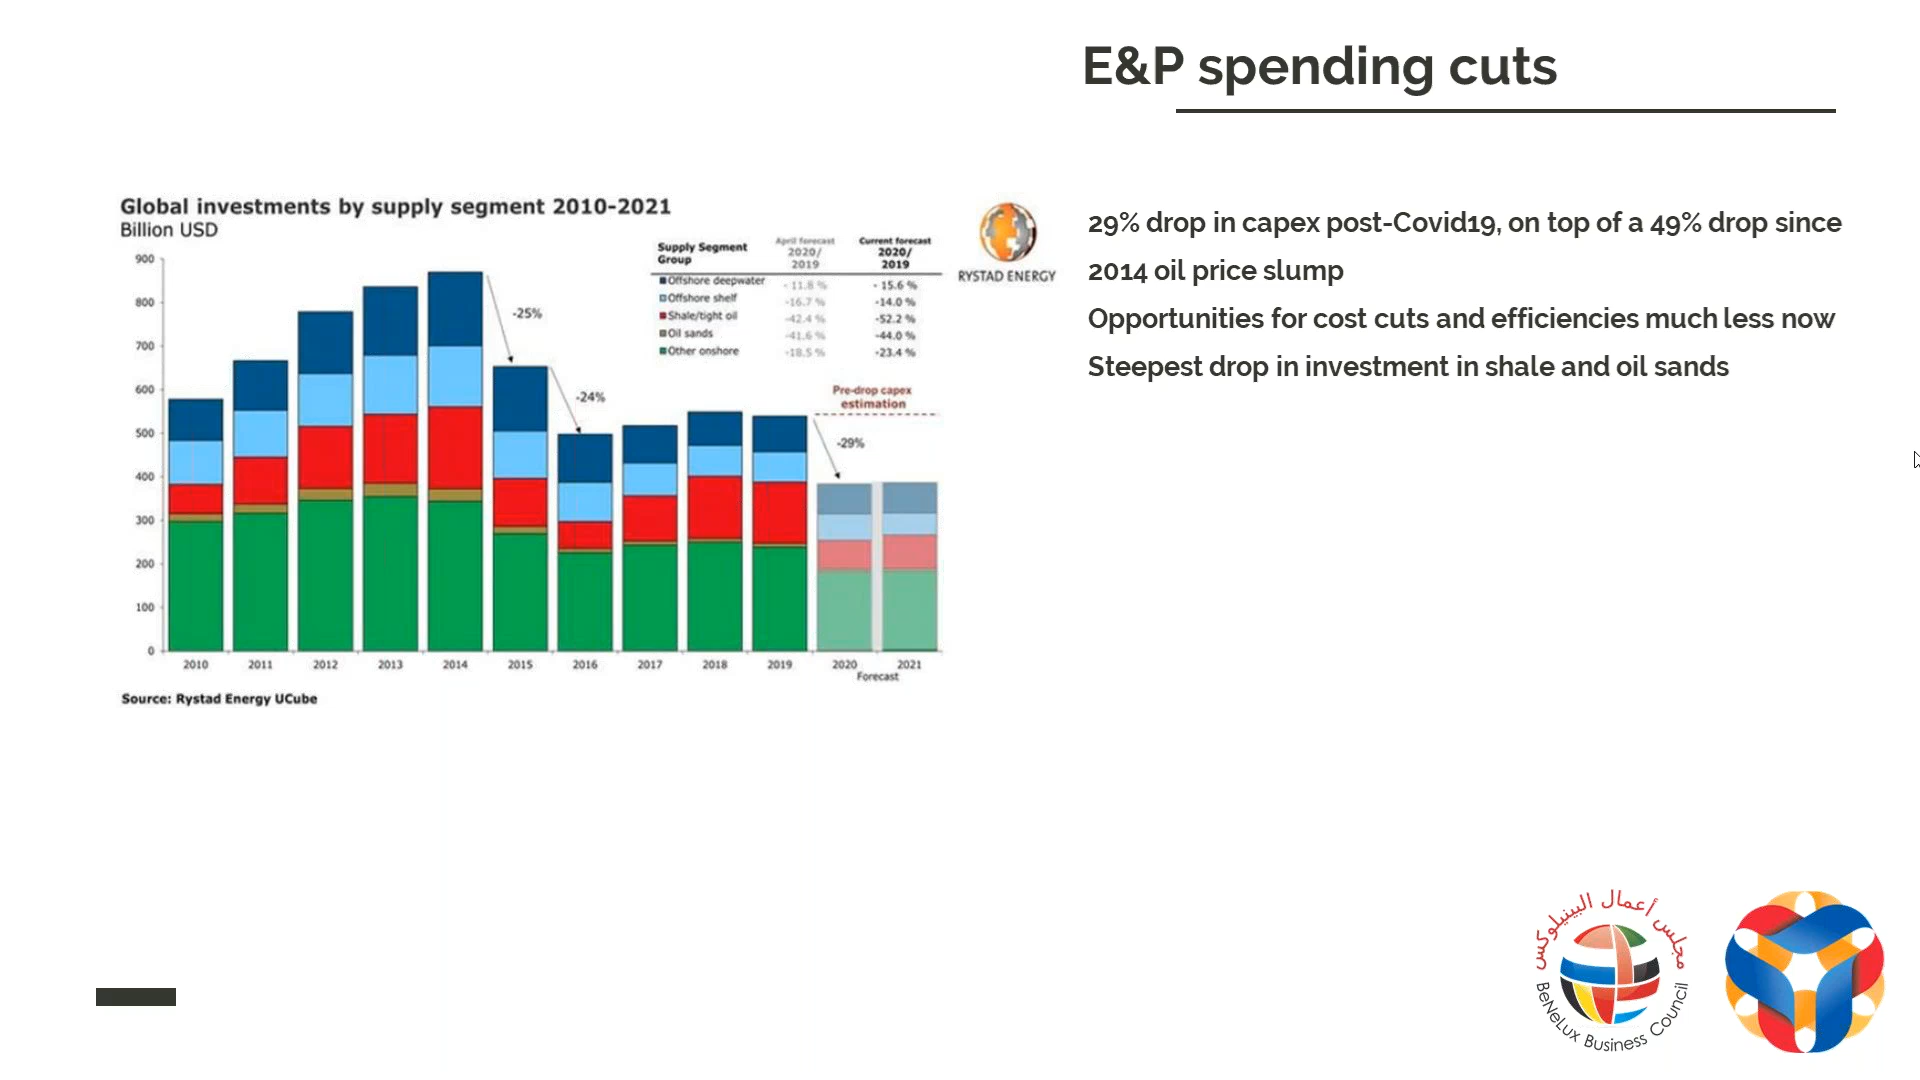 E&P spending cuts
Global investments by supply segment 2010-2021
Billion USD
Supply Segment Group
April forecast 2020/ 2019
Current forecast 2020/ 2019
Offshore deepwater - 11.8 % - 15.6 %
Offshore shelf -16.7 % -14.0 %
Shale/tight oil -42.4 % -52.2 %
Oil sands -41.6 % -44.0 %
Other onshore -18.5 % -23.4 %
RYSTAD ENERGY
900
800
700
600
500
400
300
200
100
0
-25%
-24%
Pre-drop capex
estimation
-29%
2010 2011 2012 2013 2014 2015 2016 2017 2018 2019 2020 2021
Forecast
Source: Rystad Energy UCube
29% drop in capex post-Covid19, on top of a 49% drop since
2014 oil price slump
Opportunities for cost cuts and efficiencies much less now
Steepest drop in investment in shale and oil sands
مجلس أعمال البينيلوكس
BeNeLux Business Council